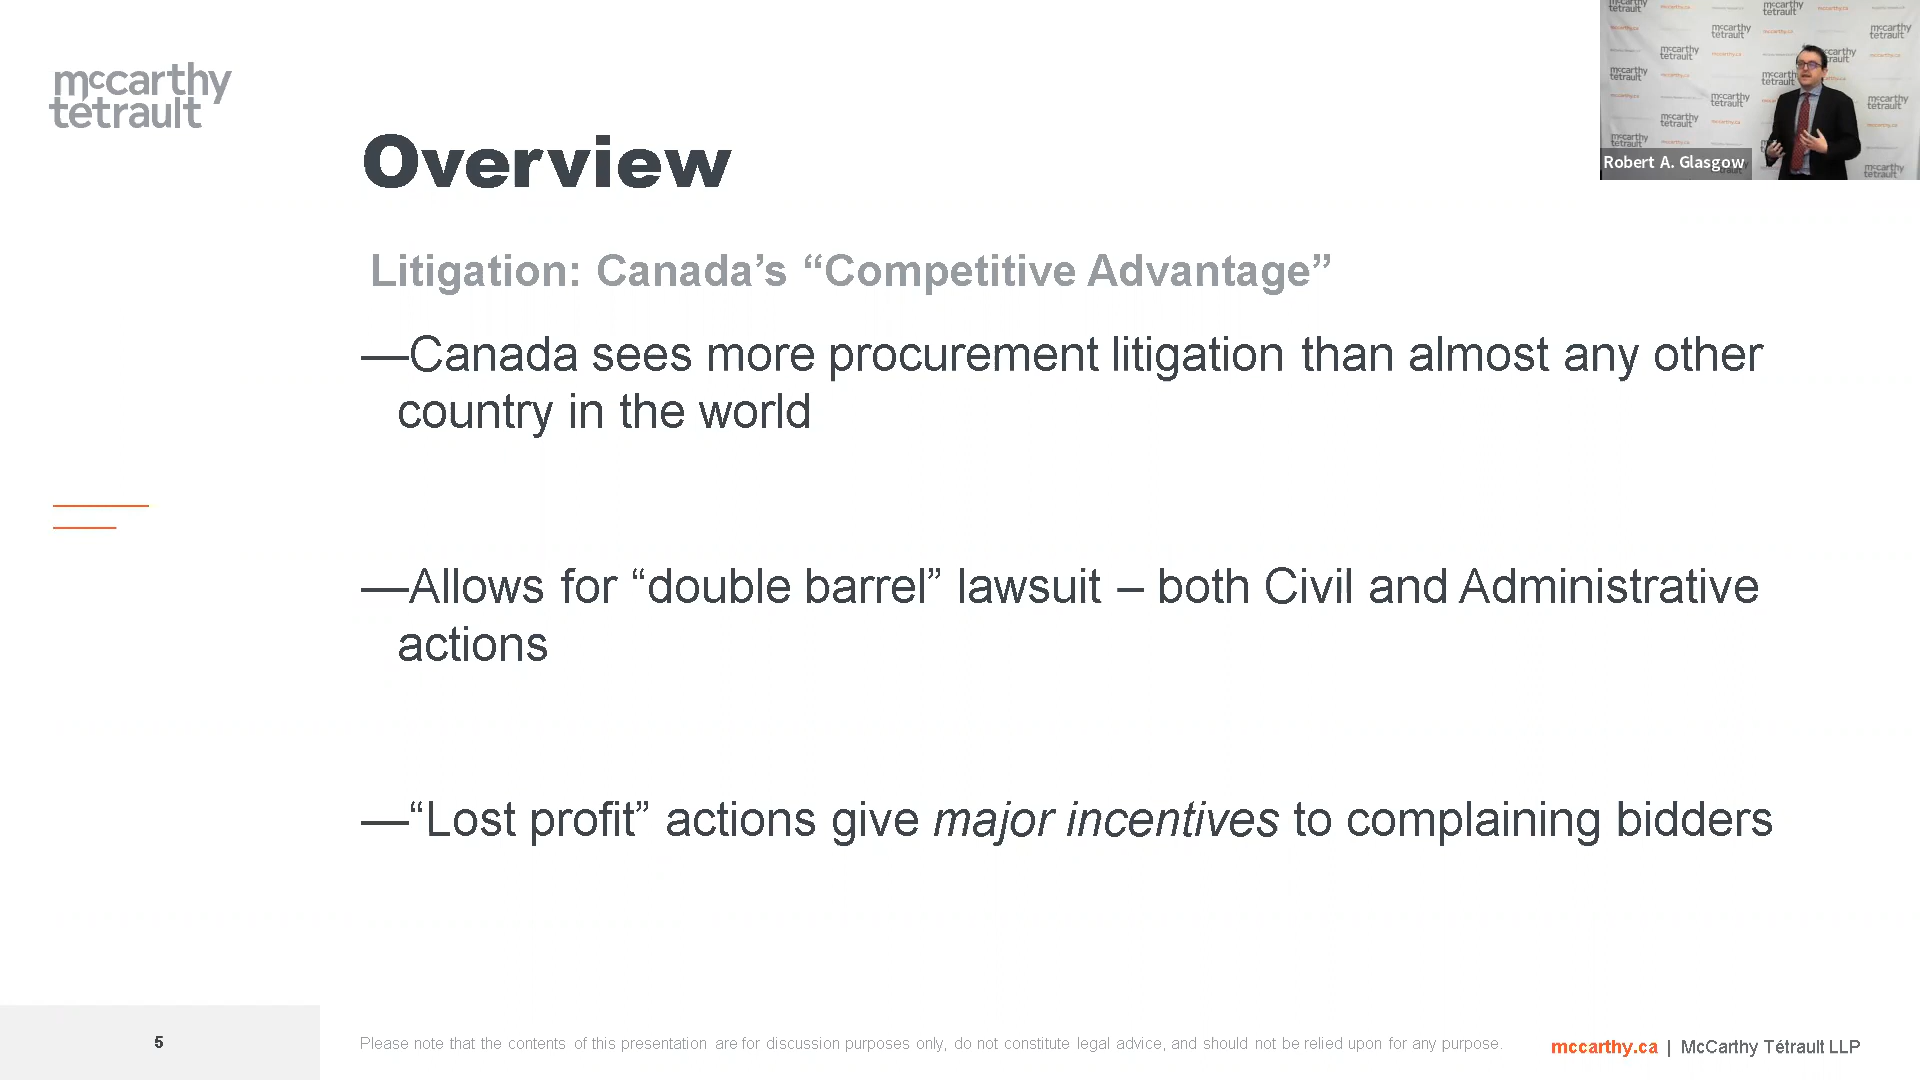 mccarthy
tetrault
Robert A. Glasgow
Overview
Litigation: Canada’s “Competitive Advantage”
—Canada sees more procurement litigation than almost any other
country in the world
—Allows for “double barrel” lawsuit – both Civil and Administrative
actions
—“Lost profit” actions give major incentives to complaining bidders
5
Please note that the contents of this presentation are for discussion purposes only, do not constitute legal advice, and should not be relied upon for any purpose.
mccarthy.ca | McCarthy Tétrault LLP